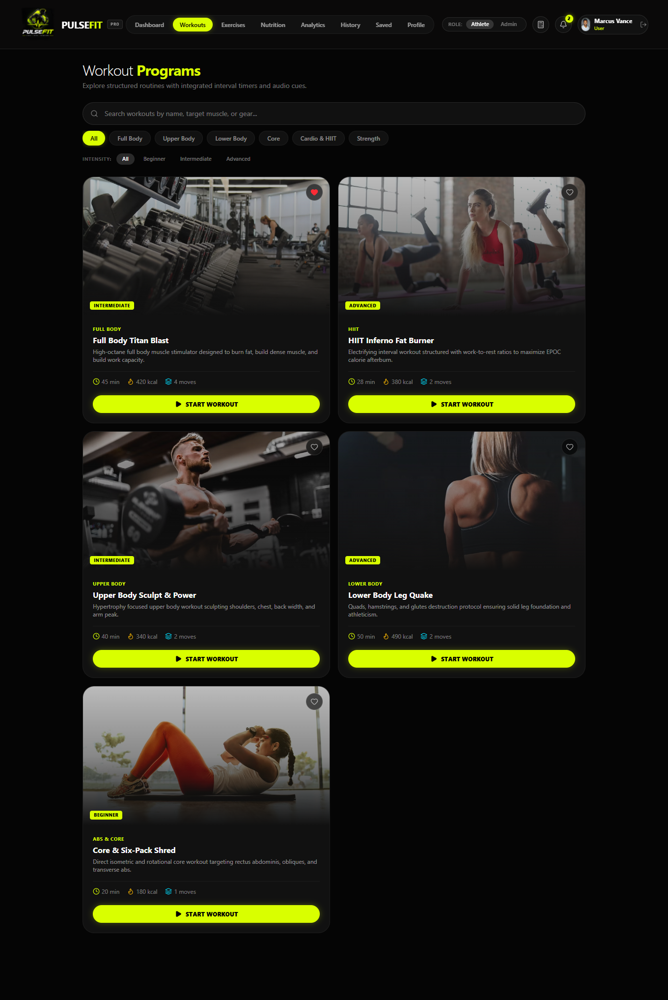 PULSEFIT
PULSEFIT PRO
Dashboard Workouts Exercises Nutrition Analytics History Saved Profile
ROLE: Athlete Admin
2
Marcus Vance
User
Workout Programs
Explore structured routines with integrated interval timers and audio cues.
Search workouts by name, target muscle, or gear...
All Full Body Upper Body Lower Body Core Cardio & HIIT Strength
INTENSITY: All Beginner Intermediate Advanced
INTERMEDIATE
FULL BODY
Full Body Titan Blast
High-octane full body muscle stimulator designed to burn fat, build dense muscle, and
build work capacity.
45 min 420 kcal 4 moves
START WORKOUT
ADVANCED
HIIT
HIIT Inferno Fat Burner
Electrifying interval workout structured with work-to-rest ratios to maximize EPOC
calorie afterburn.
28 min 380 kcal 2 moves
START WORKOUT
INTERMEDIATE
UPPER BODY
Upper Body Sculpt & Power
Hypertrophy focused upper body workout sculpting shoulders, chest, back width, and
arm peak.
40 min 340 kcal 2 moves
START WORKOUT
ADVANCED
LOWER BODY
Lower Body Leg Quake
Quads, hamstrings, and glutes destruction protocol ensuring solid leg foundation and
athleticism.
50 min 490 kcal 2 moves
START WORKOUT
BEGINNER
ABS & CORE
Core & Six-Pack Shred
Direct isometric and rotational core workout targeting rectus abdominis, obliques, and
transverse abs.
20 min 180 kcal 1 moves
START WORKOUT